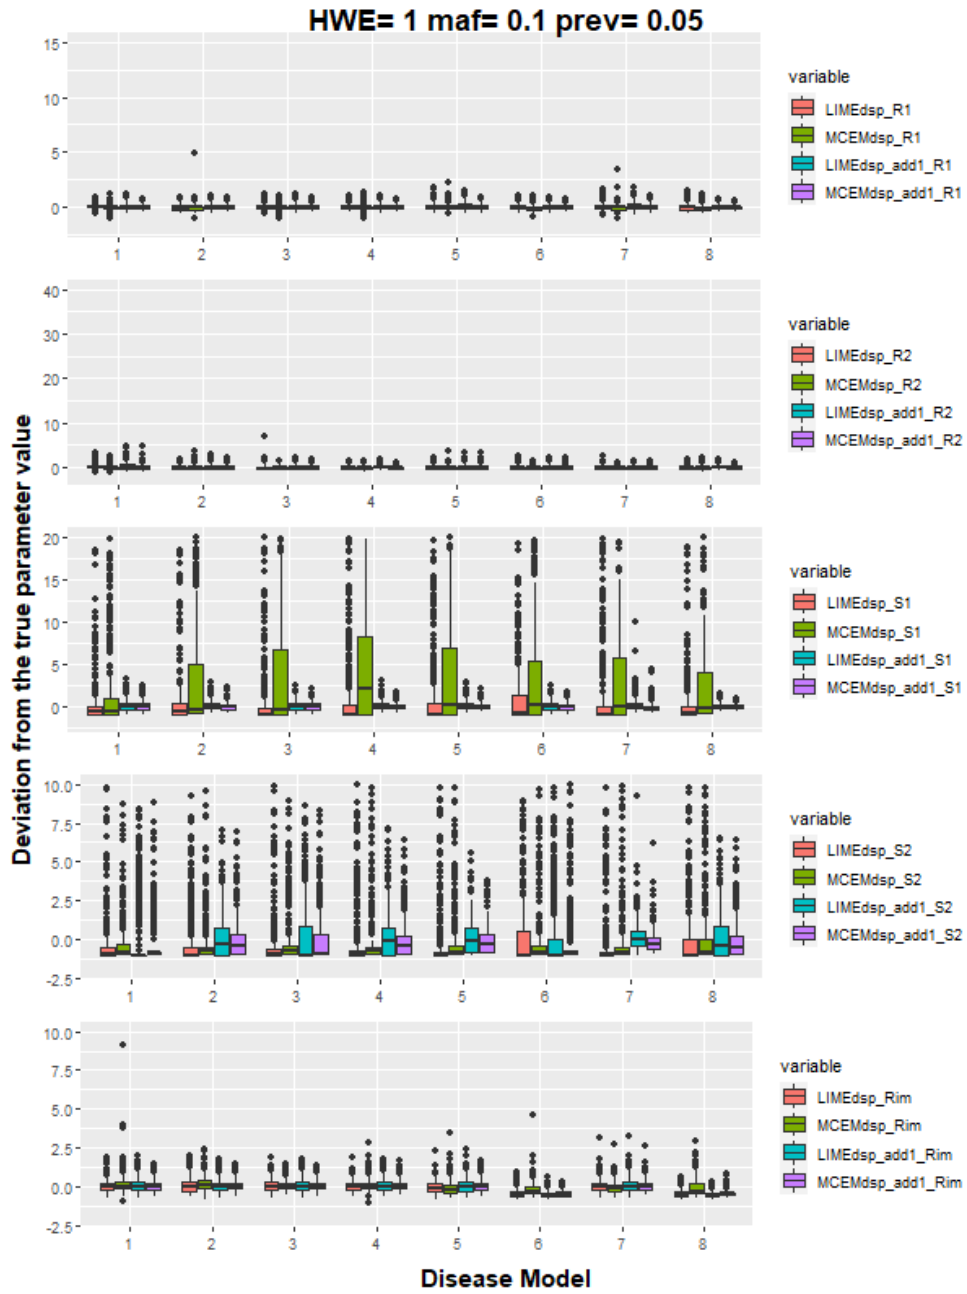 HWE= 1 maf= 0.1 prev= 0.05
Deviation from the true parameter value
15
10
5
0
1 2 3 4 5 6 7 8
variable
LIMEdsp_R1
MCEMdsp_R1
LIMEdsp_add1_R1
MCEMdsp_add1_R1
40
30
20
10
0
1 2 3 4 5 6 7 8
variable
LIMEdsp_R2
MCEMdsp_R2
LIMEdsp_add1_R2
MCEMdsp_add1_R2
20
15
10
5
0
1 2 3 4 5 6 7 8
variable
LIMEdsp_S1
MCEMdsp_S1
LIMEdsp_add1_S1
MCEMdsp_add1_S1
10.0
7.5
5.0
2.5
0.0
-2.5
1 2 3 4 5 6 7 8
variable
LIMEdsp_S2
MCEMdsp_S2
LIMEdsp_add1_S2
MCEMdsp_add1_S2
10.0
7.5
5.0
2.5
0.0
-2.5
1 2 3 4 5 6 7 8
variable
LIMEdsp_Rim
MCEMdsp_Rim
LIMEdsp_add1_Rim
MCEMdsp_add1_Rim
Disease Model